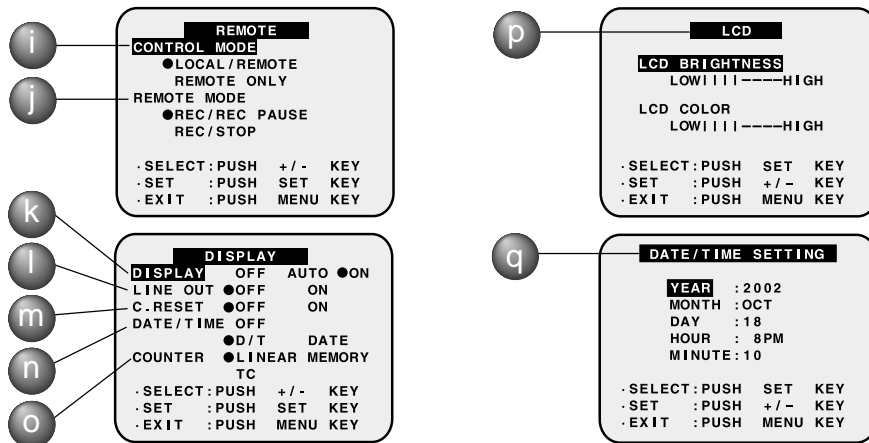 i
REMOTE
CONTROL MODE
●LOCAL/REMOTE
REMOTE ONLY
j
REMOTE MODE
●REC/REC PAUSE
REC/STOP
·SELECT:PUSH +/- KEY
·SET :PUSH SET KEY
·EXIT :PUSH MENU KEY
p
LCD
LCD BRIGHTNESS
LOWIIII----HIGH
LCD COLOR
LOWIIII----HIGH
·SELECT:PUSH SET KEY
·SET :PUSH +/- KEY
·EXIT :PUSH MENU KEY
k
l
m
n
o
DISPLAY
DISPLAY OFF AUTO ●ON
LINE OUT ●OFF ON
C.RESET ●OFF ON
DATE/TIME OFF
●D/T DATE
COUNTER ●LINEAR MEMORY
TC
·SELECT:PUSH +/- KEY
·SET :PUSH SET KEY
·EXIT :PUSH MENU KEY
q
DATE/TIME SETTING
YEAR :2002
MONTH :OCT
DAY :18
HOUR : 8PM
MINUTE:10
·SELECT:PUSH SET KEY
·SET :PUSH +/- KEY
·EXIT :PUSH MENU KEY